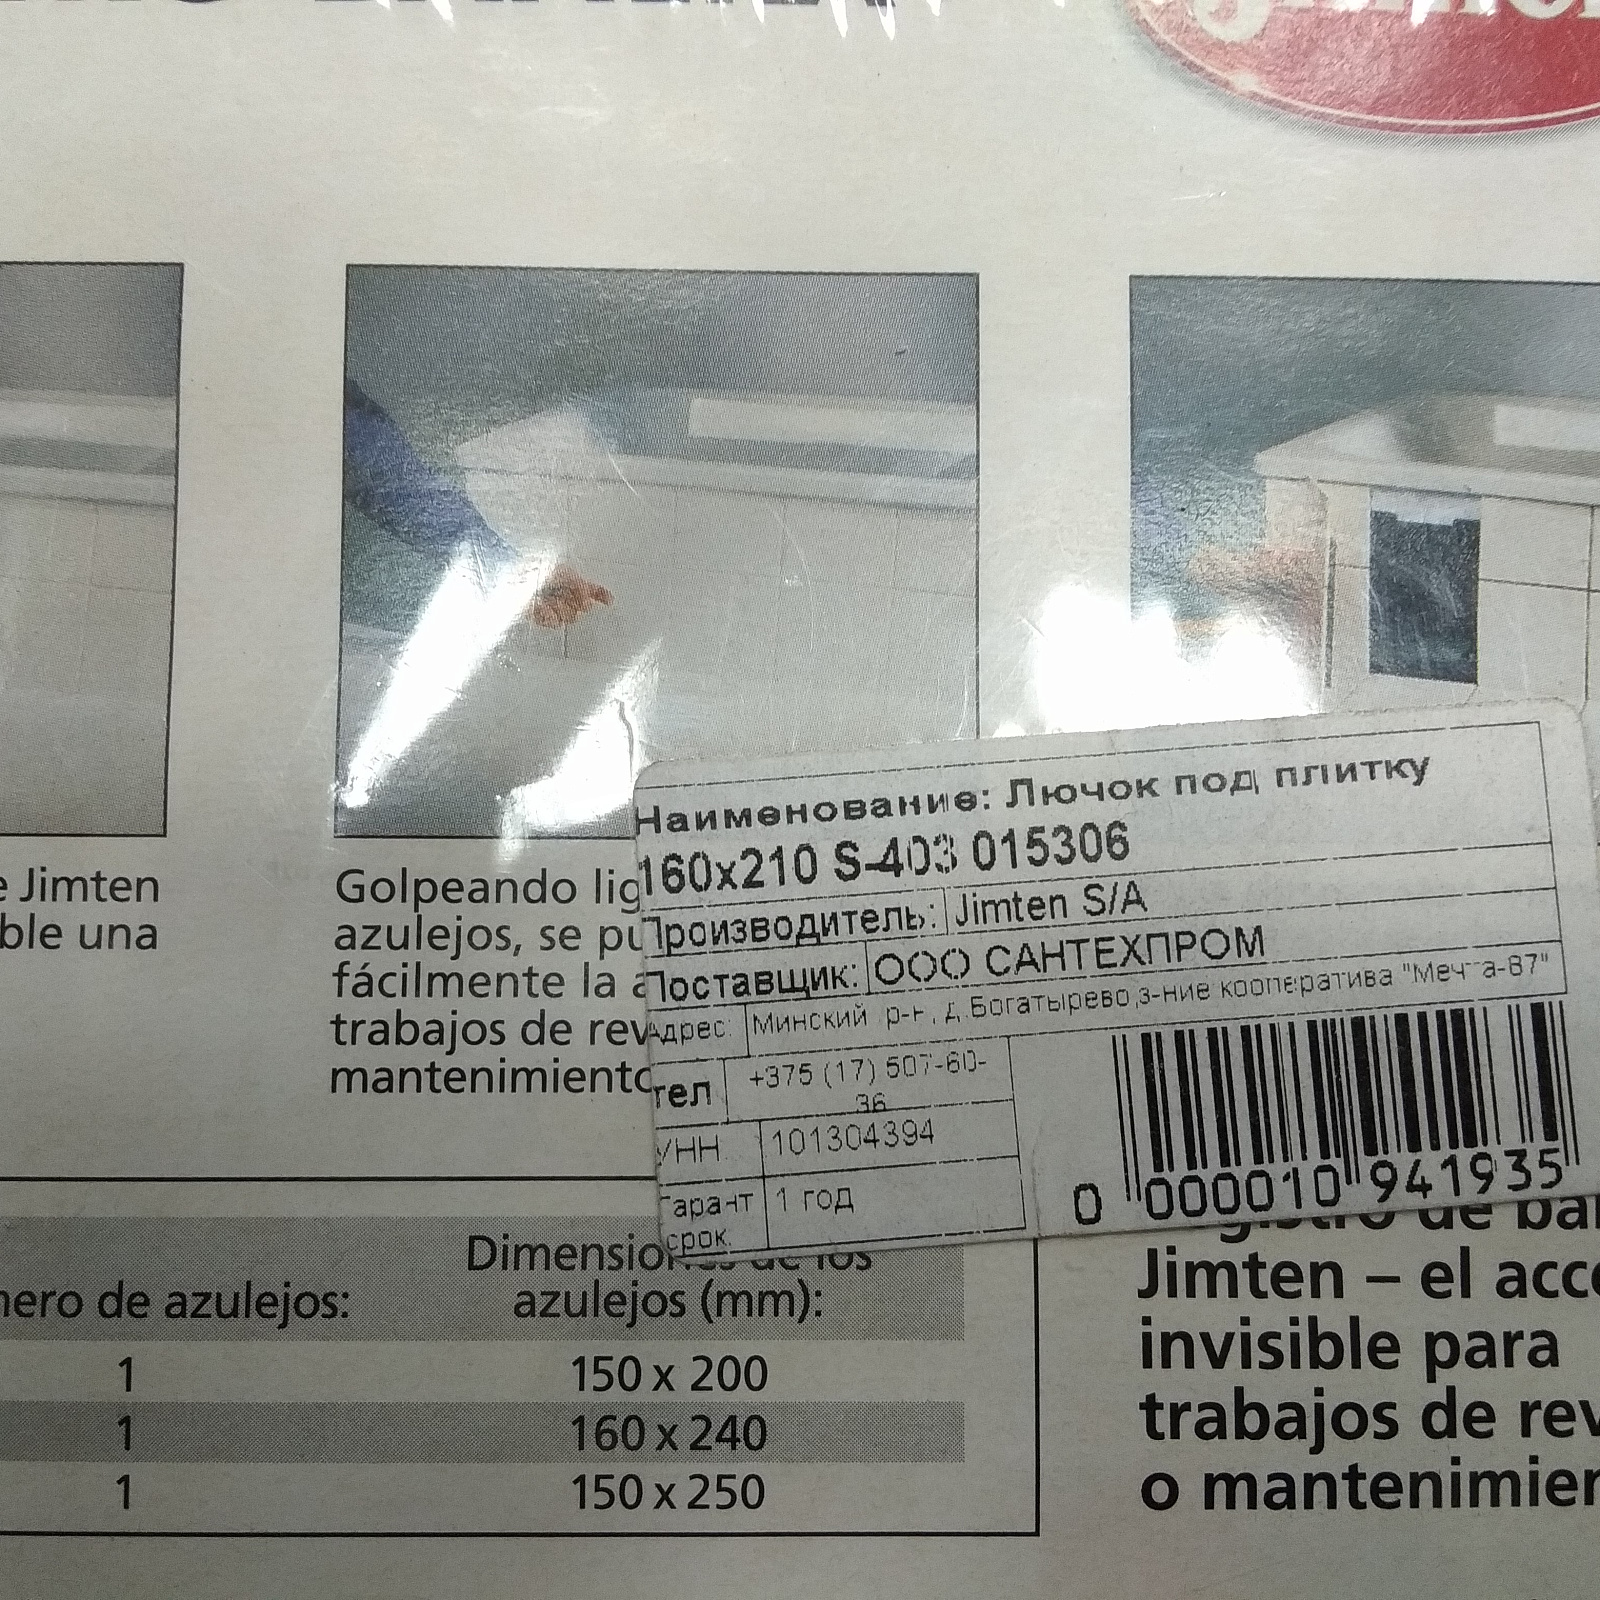 e Jimten
ble una
Golpeando lig
azulejos, se pu
fácilmente la a
trabajos de rev
mantenimiento
Наименование: Лючок под плитку
160x210 S-403 015306
Производитель: Jimten S/A
Поставщик: ООО САНТЕХПРОМ
Адрес: Минский р-н, д.Богатырево,з-ние кооператива "Мечта-87"
тел +375 (17) 507-60-
36
УНН 101304394
Гарант 1 год
срок.
0 000010 941935
nero de azulejos:
Dimensiones de los
azulejos (mm):
1 150 x 200
1 160 x 240
1 150 x 250
gistro de bañ
Jimten – el acce
invisible para
trabajos de rev
o mantenimien